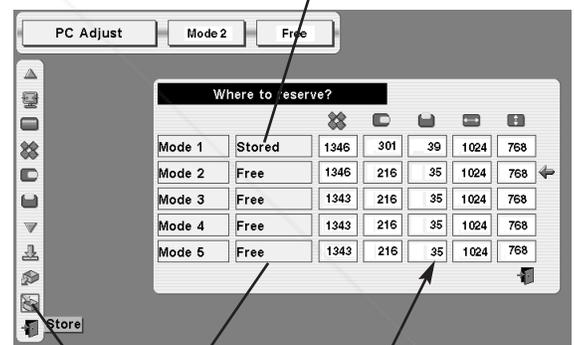 PC Adjust Mode 2 Free
Where to reserve?
Mode 1 Stored 1346 301 39 1024 768
Mode 2 Free 1346 216 35 1024 768
Mode 3 Free 1343 216 35 1024 768
Mode 4 Free 1343 216 35 1024 768
Mode 5 Free 1343 216 35 1024 768
Store